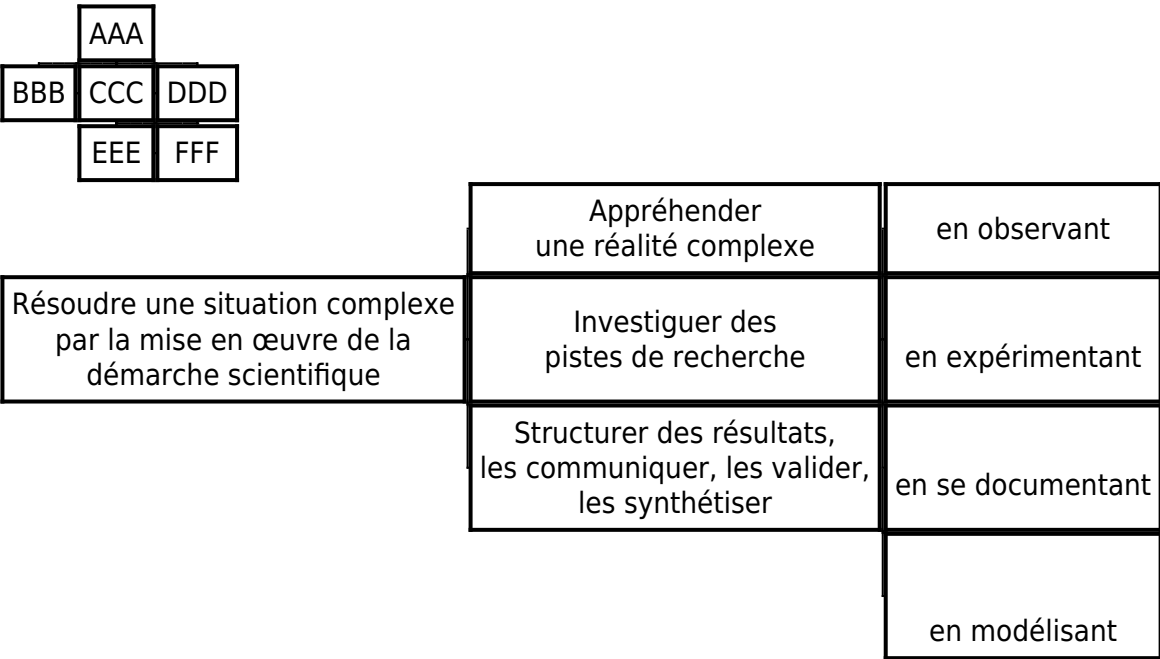 AAA
BBB CCC DDD
EEE FFF
Appréhender
une réalité complexe
en observant
Résoudre une situation complexe
par la mise en œuvre de la
démarche scientifique
Investiguer des
pistes de recherche
en expérimentant
Structurer des résultats,
les communiquer, les valider,
les synthétiser
en se documentant
en modélisant